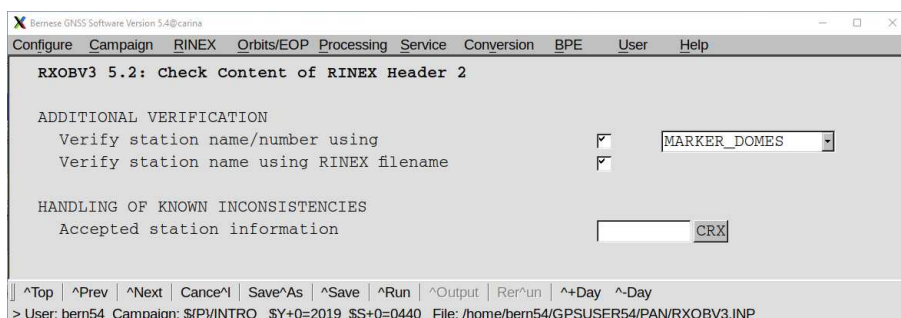 Bernese GNSS Software Version 5.4@carina
Configure Campaign RINEX Orbits/EOP Processing Service Conversion BPE User Help
RXOBV3 5.2: Check Content of RINEX Header 2
ADDITIONAL VERIFICATION
Verify station name/number using MARKER_DOMES
Verify station name using RINEX filename
HANDLING OF KNOWN INCONSISTENCIES
Accepted station information CRX
^Top | ^Prev | ^Next | Cance^l | Save^As | ^Save | ^Run | ^Output | Rer^un | ^+Day ^-Day
> User: bern54 Campaign: ${P}/INTRO $Y+0=2019 $S+0=0440 File: /home/bern54/GPSUSER54/PAN/RXOBV3.INP